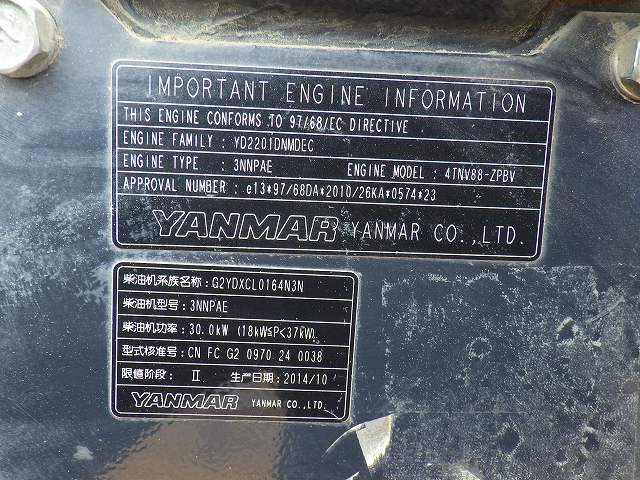 IMPORTANT ENGINE INFORMATION
THIS ENGINE CONFORMS TO 97/68/EC DIRECTIVE
ENGINE FAMILY : YD2201DNMDEC
ENGINE TYPE : 3NNPAE ENGINE MODEL : 4TNV88-ZPBV
APPROVAL NUMBER : e13*97/68DA*2010/26KA*0574*23
YANMAR YANMAR CO.,LTD.
柴油机系族名称: G2YDXCL0164N3N
柴油机型号: 3NNPAE
柴油机功率: 30.0kW (18kW≦P<37kW)
型式核准号: CN FC G2 0970 24 0038
限值阶段: Ⅱ 生产日期: 2014/10
YANMAR YANMAR CO.,LTD.